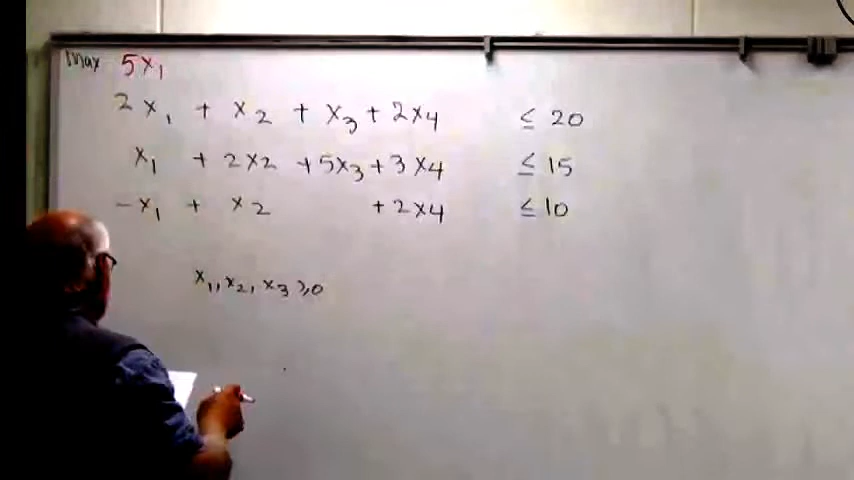 Max 5x₁
2x₁ + x₂ + x₃ + 2x₄ ≤ 20
x₁ + 2x₂ + 5x₃ + 3x₄ ≤ 15
-x₁ + x₂ + 2x₄ ≤ 10
x₁, x₂, x₃ ≥ 0